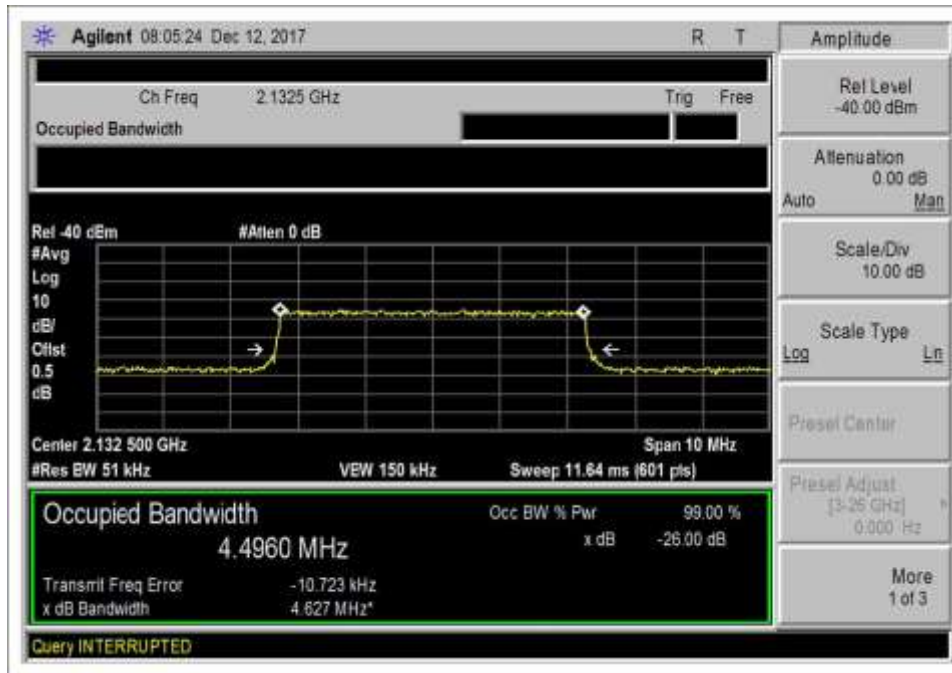 Agilent 08:05:24 Dec 12, 2017 R T
Ch Freq 2.1325 GHz Trig Free
Occupied Bandwidth
Ref -40 dBm #Atten 0 dB
#Avg
Log
10
dB/
Offst
0.5
dB
Center 2.132 500 GHz Span 10 MHz
#Res BW 51 kHz VBW 150 kHz Sweep 11.64 ms (601 pts)
Occupied Bandwidth Occ BW % Pwr 99.00 %
4.4960 MHz x dB -26.00 dB
Transmit Freq Error -10.723 kHz
x dB Bandwidth 4.627 MHz*
Query INTERRUPTED
Amplitude
Ref Level
-40.00 dBm
Attenuation
0.00 dB
Auto Man
Scale/Div
10.00 dB
Scale Type
Log Lin
Presel Center
Presel Adjust
[3-26 GHz]
0.000 Hz
More
1 of 3